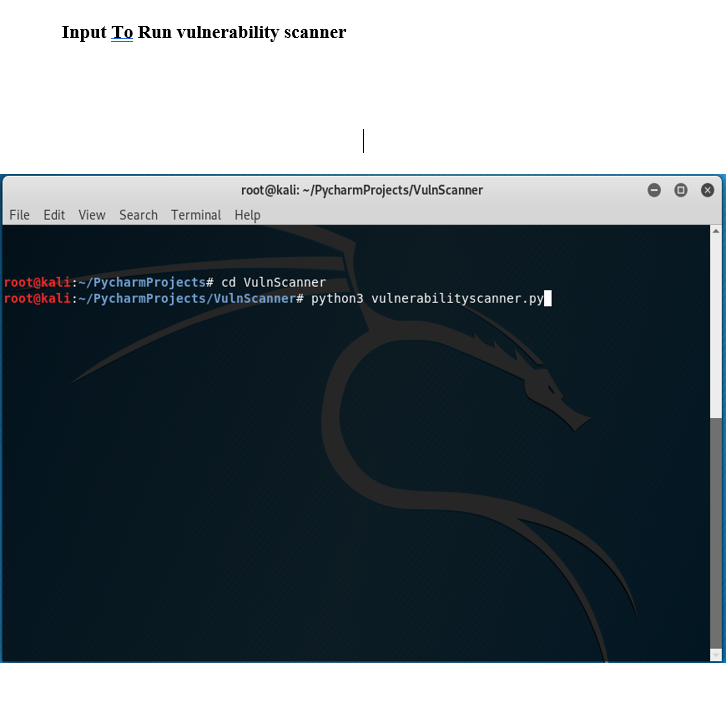 Input To Run vulnerability scanner
root@kali: ~/PycharmProjects/VulnScanner
File Edit View Search Terminal Help
root@kali:~/PycharmProjects# cd VulnScanner
root@kali:~/PycharmProjects/VulnScanner# python3 vulnerabilityscanner.py